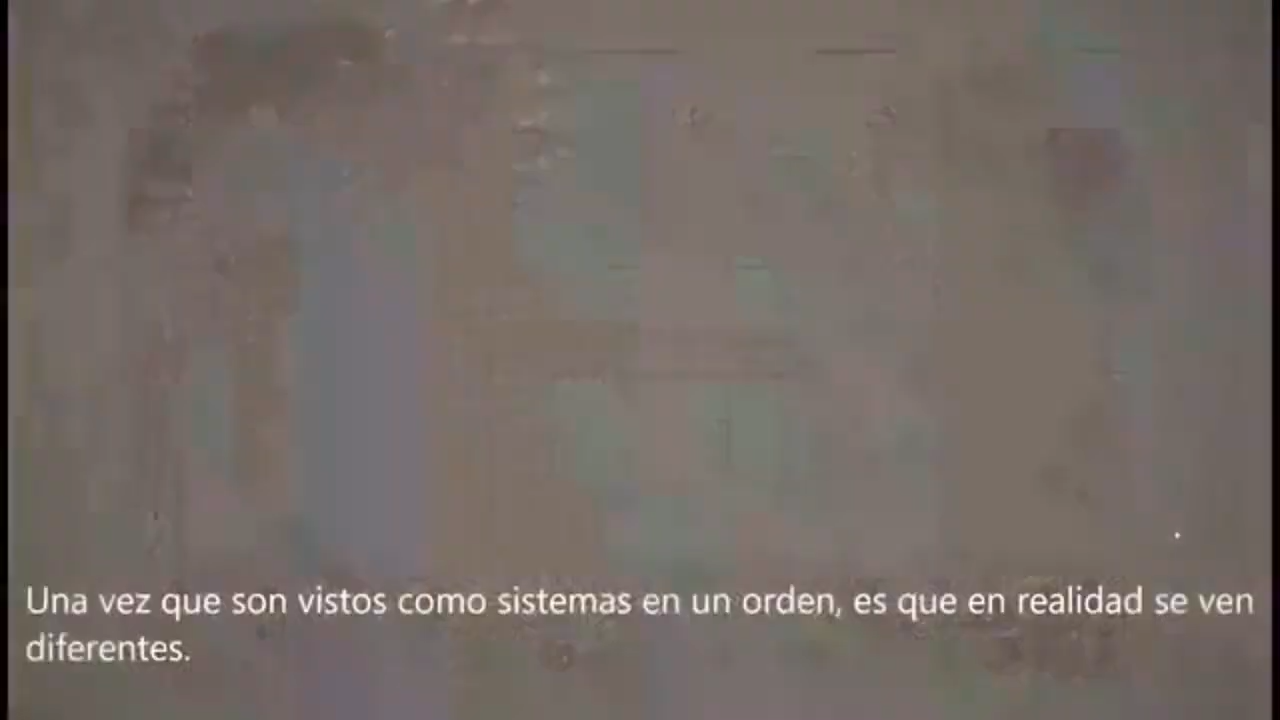 Una vez que son vistos como sistemas en un orden, es que en realidad se ven
diferentes.